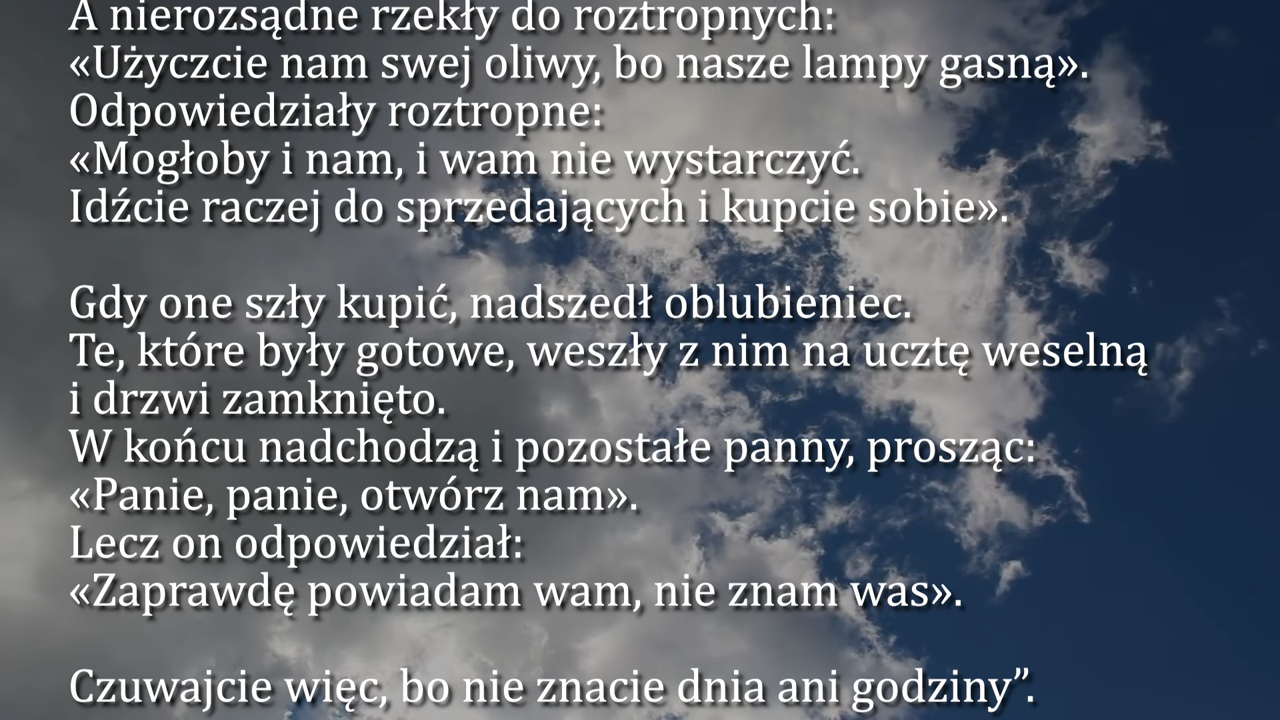 A nierozsądne rzekły do roztropnych:
«Użyczcie nam swej oliwy, bo nasze lampy gasną».
Odpowiedziały roztropne:
«Mogłoby i nam, i wam nie wystarczyć.
Idźcie raczej do sprzedających i kupcie sobie».
Gdy one szły kupić, nadszedł oblubieniec.
Te, które były gotowe, weszły z nim na ucztę weselną
i drzwi zamknięto.
W końcu nadchodzą i pozostałe panny, prosząc:
«Panie, panie, otwórz nam».
Lecz on odpowiedział:
«Zaprawdę powiadam wam, nie znam was».
Czuwajcie więc, bo nie znacie dnia ani godziny”.